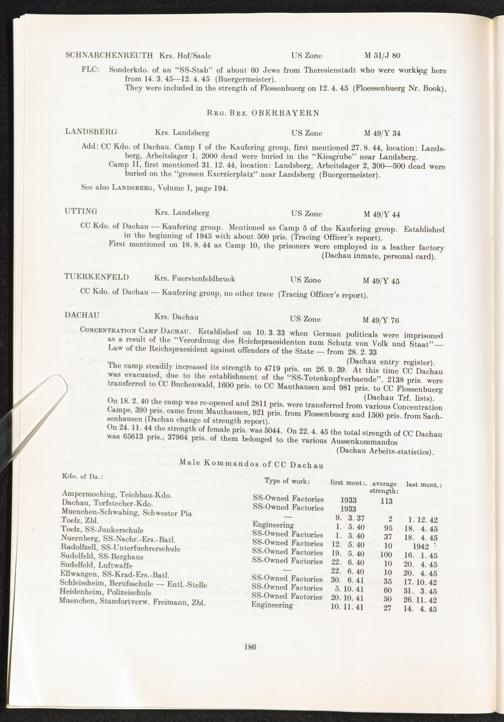 SCHNARCHENREUTH Krs. Hof/Saale US Zone M 51/J 80
FLC: Sonderkdo. of an “SS-Stab” of about 60 Jews from Theresienstadt who were working here
from 14. 3. 45—12. 4. 45 (Buergermeister).
They were included in the strength of Flossenbuerg on 12. 4. 45 (Floessenbuerg Nr. Book).
REG. BEZ. OBERBAYERN
LANDSBERG Krs. Landsberg US Zone M 49/Y 34
Add: CC Kdo. of Dachau. Camp I of the Kaufering group, first mentioned 27. 8. 44, location: Lands-
berg, Arbeitslager 1, 2000 dead were buried in the “Kiesgrube” near Landsberg.
Camp II, first mentioned 31. 12. 44, location: Landsberg, Arbeitslager 2, 300—500 dead were
buried on the “grossen Exerzierplatz” near Landsberg (Buergermeister).
See also LANDSBERG, Volume I, page 194.
UTTING Krs. Landsberg US Zone M 49/Y 44
CC Kdo. of Dachau — Kaufering group. Mentioned as Camp 5 of the Kaufering group. Established
in the beginning of 1945 with about 500 pris. (Tracing Officer's report).
First mentioned on 18. 8. 44 as Camp 10, the prisoners were employed in a leather factory
(Dachau inmate, personal card).
TUERKENFELD Krs. Fuerstenfeldbruck US Zone M 49/Y 45
CC Kdo. of Dachau — Kaufering group, no other trace (Tracing Officer's report).
DACHAU Krs. Dachau US Zone M 49/Y 76
CONCENTRATION CAMP DACHAU. Established on 10. 3. 33 when German politicals were imprisoned
as a result of the “Verordnung des Reichspraesidenten zum Schutz von Volk und Staat”—
Law of the Reichspraesident against offenders of the State — from 28. 2. 33
(Dachau entry register).
The camp steadily increased its strength to 4719 pris. on 26. 9. 39. At this time CC Dachau
was evacuated, due to the establishment of the “SS-Totenkopfverbaende”. 2138 pris. were
transferred to CC Buchenwald, 1600 pris. to CC Mauthausen and 981 pris. to CC Flossenbuerg
(Dachau Trf. lists).
On 18. 2. 40 the camp was re-opened and 2811 pris. were transferred from various Concentration
Camps, 390 pris. came from Mauthausen, 921 pris. from Flossenbuerg and 1500 pris. from Sach-
senhausen (Dachau change of strength report).
On 24. 11. 44 the strength of female pris. was 5044. On 22. 4. 45 the total strength of CC Dachau
was 65613 pris., 37964 pris. of them belonged to the various Aussenkommandos
(Dachau Arbeits-statistics).
Male Kommandos of CC Dachau
Kdo. of Da.: Type of work: first ment:. average strength: last ment.:
Ampermoching, Teichbau-Kdo. SS-Owned Factories 1933 113
Dachau, Torfstecher-Kdo. SS-Owned Factories 1933
Muenchen-Schwabing, Schwester Pia — 9. 3. 37 2 1. 12. 42
Toelz, Zbl. Engineering 1. 5. 40 95 18. 4. 45
Toelz, SS-Junkerschule SS-Owned Factories 1. 5. 40 37 18. 4. 45
Nuernberg, SS-Nachr.-Ers.-Batl. SS-Owned Factories 12. 5. 40 10 1942
Radolfzell, SS-Unterfuehrerschule SS-Owned Factories 19. 5. 40 100 16. 1. 45
Sudelfeld, SS-Berghaus SS-Owned Factories 22. 6. 40 10 20. 4. 45
Sudelfeld, Luftwaffe — 22. 6. 40 10 20. 4. 45
Ellwangen, SS-Krad-Ers.-Batl. SS-Owned Factories 30. 6. 41 35 17. 10. 42
Schleissheim, Berufsschule — Entl.-Stelle SS-Owned Factories 5. 10. 41 60 31. 3. 45
Heidenheim, Polizeischule SS-Owned Factories 20. 10. 41 50 26. 11. 42
Muenchen, Standortverw. Freimann, Zbl. Engineering 10. 11. 41 27 14. 4. 45
186